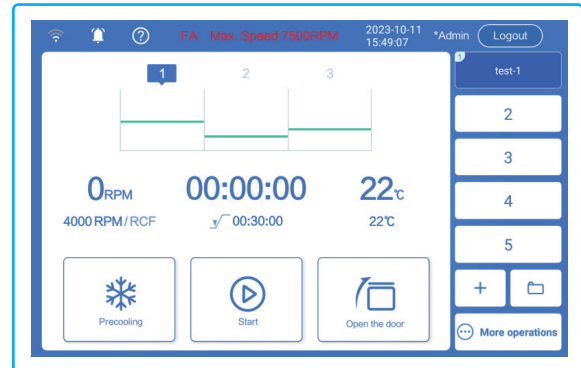 FA Max. Speed 7500RPM
2023-10-11
15:49:07
*Admin
Logout
1 2 3
0RPM 00:00:00 22℃
4000 RPM/RCF 00:30:00 22℃
Precooling
Start
Open the door
1
test-1
2
3
4
5
+
More operations